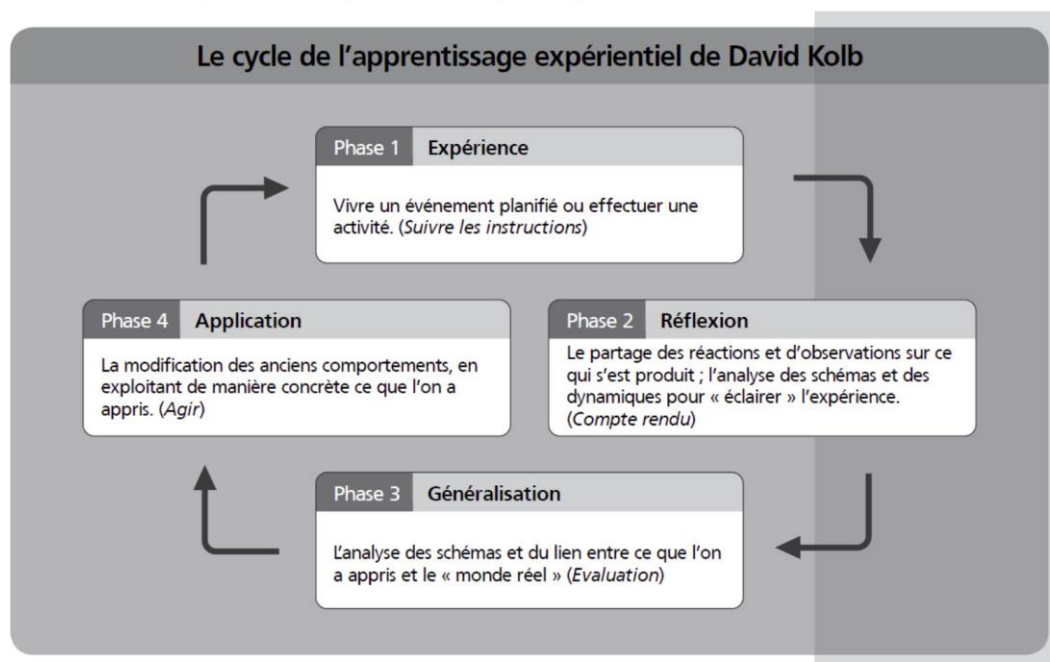 Le cycle de l’apprentissage expérientiel de David Kolb
Phase 1 Expérience
Vivre un événement planifié ou effectuer une
activité. (Suivre les instructions)
Phase 2 Réflexion
Le partage des réactions et d’observations sur ce
qui s’est produit ; l’analyse des schémas et des
dynamiques pour « éclairer » l’expérience.
(Compte rendu)
Phase 3 Généralisation
L’analyse des schémas et du lien entre ce que l’on
a appris et le « monde réel » (Evaluation)
Phase 4 Application
La modification des anciens comportements, en
exploitant de manière concrète ce que l’on a
appris. (Agir)